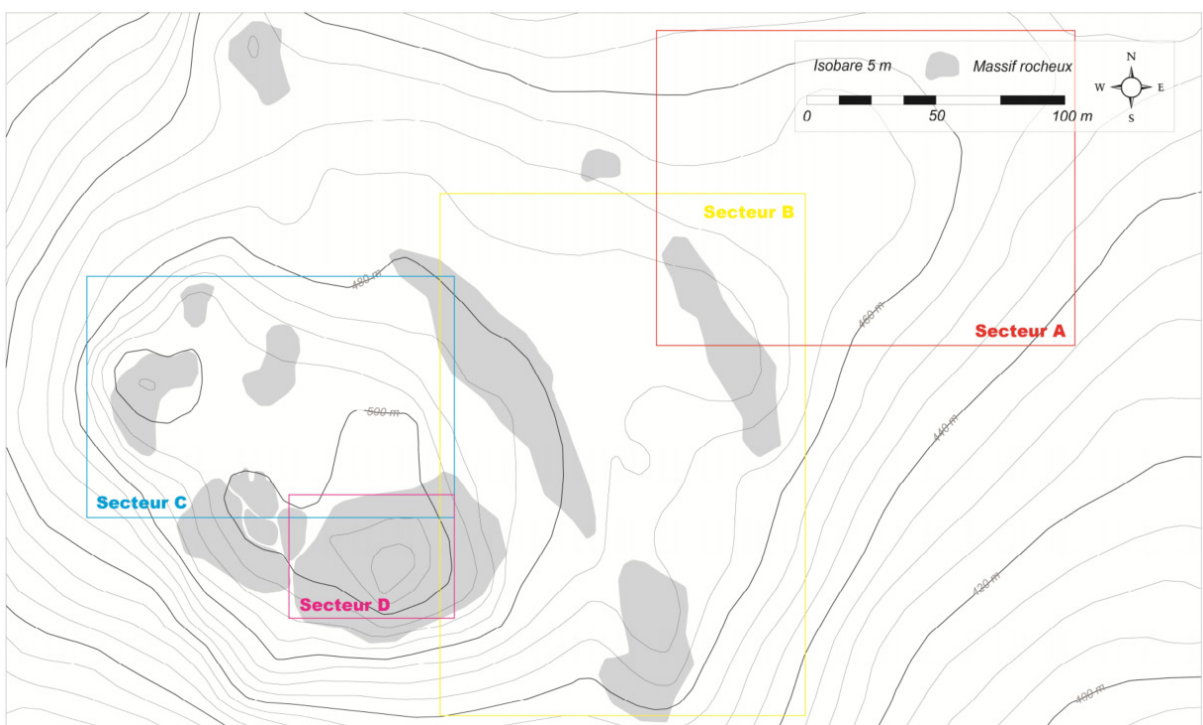 Isobare 5 m
Massif rocheux
N
W
E
S
0
50
100 m
Secteur B
480 m
460 m
Secteur A
500 m
440 m
Secteur C
420 m
Secteur D
400 m